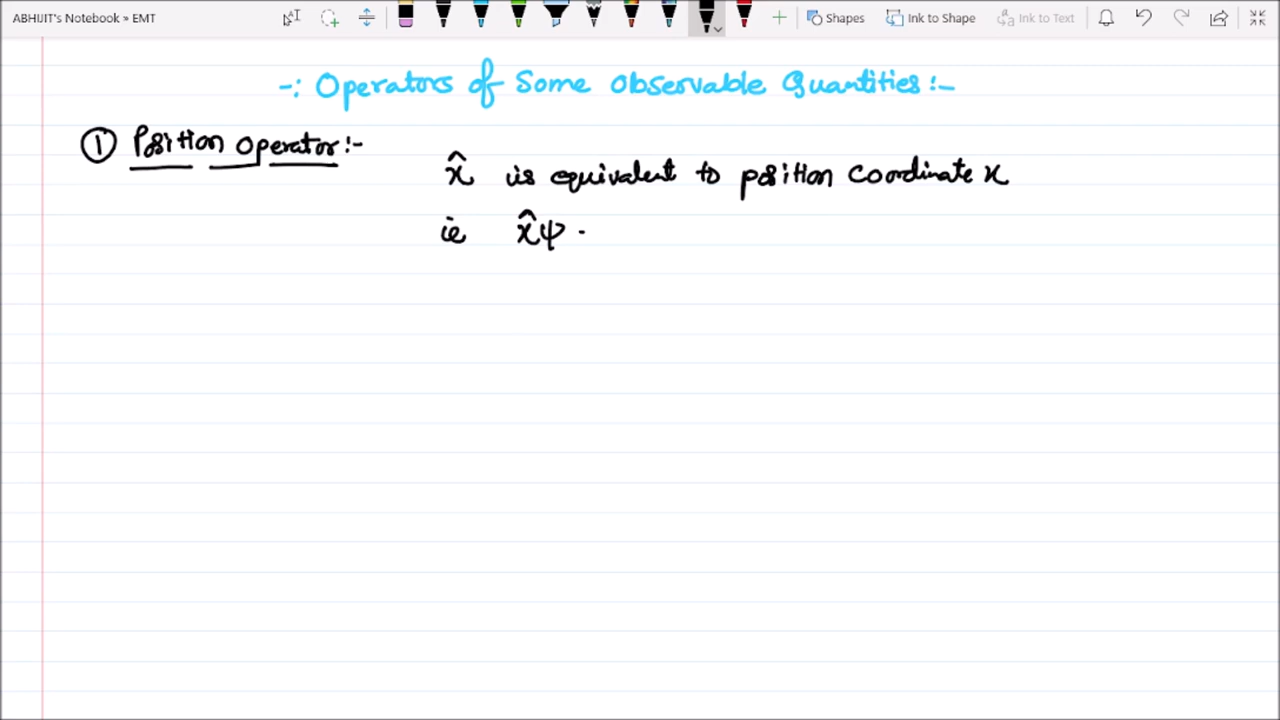 ABHIJIT's Notebook » EMT
Shapes
Ink to Shape
Ink to Text
-: Operators of Some Observable Quantities:-
① Position Operator:-
x̂ is equivalent to position coordinate x
ie x̂ψ -